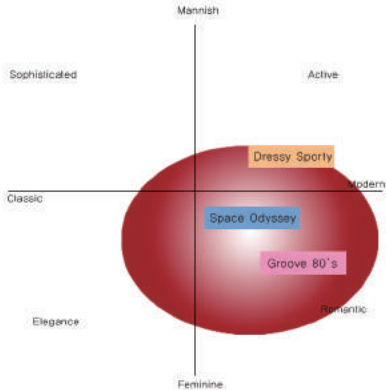 Mannish
Sophisticated
Active
Dressy Sporty
Modern
Classic
Space Odyssey
Groove 80's
Romantic
Elegance
Feminine